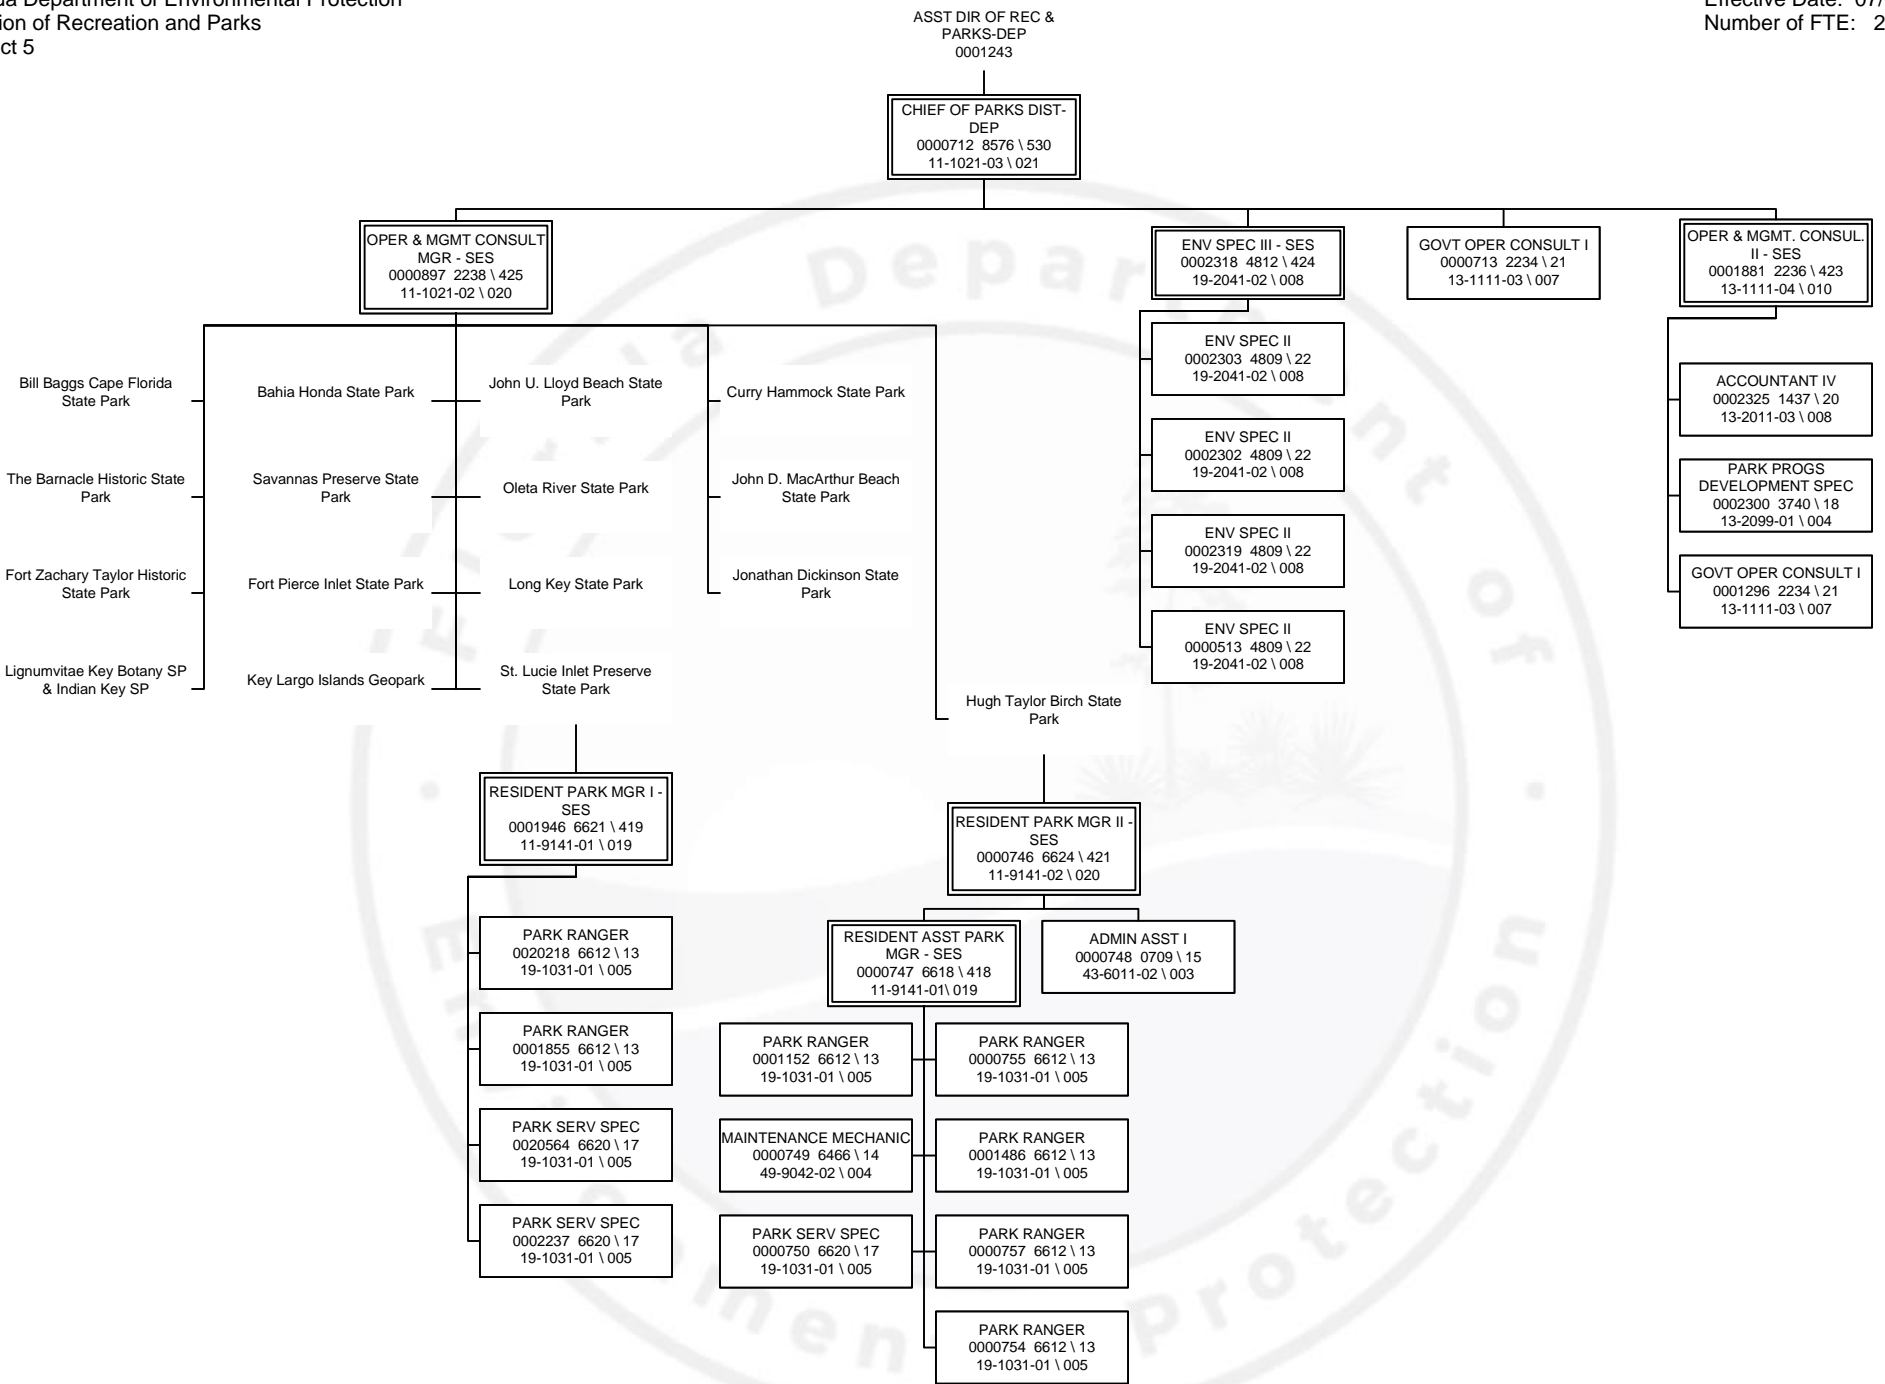 Department of Environmental Protection
of Recreation and Parks
5
Effective Date: 07/
Number of FTE: 2
ASST DIR OF REC &
PARKS-DEP
0001243
CHIEF OF PARKS DIST-
DEP
0000712 8576 \ 530
11-1021-03 \ 021
OPER & MGMT CONSULT
MGR - SES
0000897 2238 \ 425
11-1021-02 \ 020
ENV SPEC III - SES
0002318 4812 \ 424
19-2041-02 \ 008
GOVT OPER CONSULT I
0000713 2234 \ 21
13-1111-03 \ 007
OPER & MGMT. CONSUL.
II - SES
0001881 2236 \ 423
13-1111-04 \ 010
Bill Baggs Cape Florida
State Park
The Barnacle Historic State
Park
Fort Zachary Taylor Historic
State Park
Lignumvitae Key Botany SP
& Indian Key SP
Bahia Honda State Park
Savannas Preserve State
Park
Fort Pierce Inlet State Park
Key Largo Islands Geopark
John U. Lloyd Beach State
Park
Oleta River State Park
Long Key State Park
St. Lucie Inlet Preserve
State Park
Curry Hammock State Park
John D. MacArthur Beach
State Park
Jonathan Dickinson State
Park
Hugh Taylor Birch State
Park
ENV SPEC II
0002303 4809 \ 22
19-2041-02 \ 008
ENV SPEC II
0002302 4809 \ 22
19-2041-02 \ 008
ENV SPEC II
0002319 4809 \ 22
19-2041-02 \ 008
ENV SPEC II
0000513 4809 \ 22
19-2041-02 \ 008
ACCOUNTANT IV
0002325 1437 \ 20
13-2011-03 \ 008
PARK PROGS
DEVELOPMENT SPEC
0002300 3740 \ 18
13-2099-01 \ 004
GOVT OPER CONSULT I
0001296 2234 \ 21
13-1111-03 \ 007
RESIDENT PARK MGR I -
SES
0001946 6621 \ 419
11-9141-01 \ 019
PARK RANGER
0020218 6612 \ 13
19-1031-01 \ 005
PARK RANGER
0001855 6612 \ 13
19-1031-01 \ 005
PARK SERV SPEC
0020564 6620 \ 17
19-1031-01 \ 005
PARK SERV SPEC
0002237 6620 \ 17
19-1031-01 \ 005
RESIDENT PARK MGR II -
SES
0000746 6624 \ 421
11-9141-02 \ 020
RESIDENT ASST PARK
MGR - SES
0000747 6618 \ 418
11-9141-01\ 019
ADMIN ASST I
0000748 0709 \ 15
43-6011-02 \ 003
PARK RANGER
0001152 6612 \ 13
19-1031-01 \ 005
MAINTENANCE MECHANIC
0000749 6466 \ 14
49-9042-02 \ 004
PARK SERV SPEC
0000750 6620 \ 17
19-1031-01 \ 005
PARK RANGER
0000755 6612 \ 13
19-1031-01 \ 005
PARK RANGER
0001486 6612 \ 13
19-1031-01 \ 005
PARK RANGER
0000757 6612 \ 13
19-1031-01 \ 005
PARK RANGER
0000754 6612 \ 13
19-1031-01 \ 005
Department of
Protection